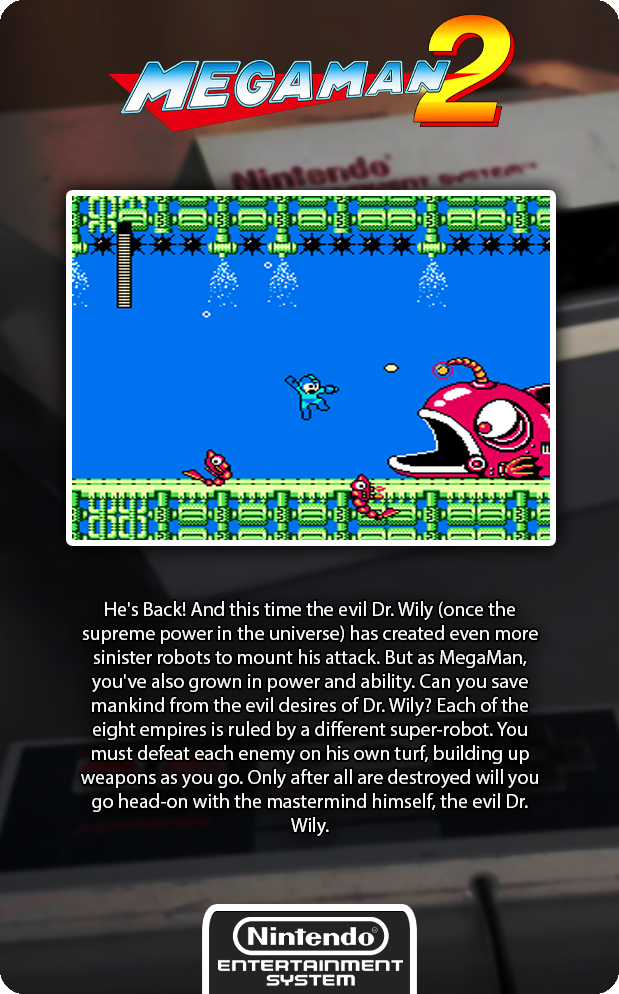 MEGAMAN 2
Nintendo
ENTERTAINMENT SYSTEM™
He's Back! And this time the evil Dr. Wily (once the
supreme power in the universe) has created even more
sinister robots to mount his attack. But as MegaMan,
you've also grown in power and ability. Can you save
mankind from the evil desires of Dr. Wily? Each of the
eight empires is ruled by a different super-robot. You
must defeat each enemy on his own turf, building up
weapons as you go. Only after all are destroyed will you
go head-on with the mastermind himself, the evil Dr.
Wily.
Nintendo®
ENTERTAINMENT
SYSTEM